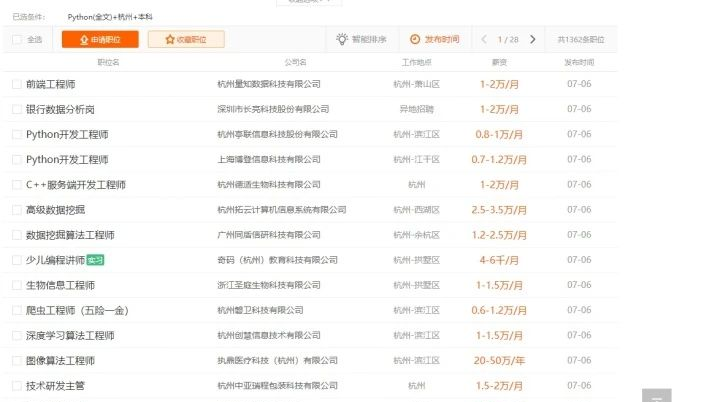 已选条件： Python(全文)+杭州+本科
全选 申请职位 收藏职位 智能排序 发布时间 1 / 28 共1362条职位
职位名 公司名 工作地点 薪资 发布时间
前端工程师 杭州量知数据科技有限公司 杭州-萧山区 1-2万/月 07-06
银行数据分析岗 深圳市长亮科技股份有限公司 异地招聘 1-2万/月 07-06
Python开发工程师 杭州亭联信息科技股份有限公司 杭州-滨江区 0.8-1万/月 07-06
Python开发工程师 上海博登信息科技有限公司 杭州-江干区 0.7-1.2万/月 07-06
C++服务端开发工程师 杭州德适生物科技有限公司 杭州 1-2万/月 07-06
高级数据挖掘 杭州拓云计算机信息系统有限公司 杭州-西湖区 2.5-3.5万/月 07-06
数据挖掘算法工程师 广州同盾信研科技有限公司 杭州-余杭区 1.2-2.5万/月 07-06
少儿编程讲师 实习 奇码（杭州）教育科技有限公司 杭州-拱墅区 4-6千/月 07-06
生物信息工程师 浙江圣庭生物科技有限公司 杭州-拱墅区 1-1.5万/月 07-06
爬虫工程师（五险一金） 杭州磐卫科技有限公司 杭州-滨江区 0.6-1.2万/月 07-06
深度学习算法工程师 杭州创慧信息技术有限公司 杭州-滨江区 1-1.5万/月 07-06
图像算法工程师 执鼎医疗科技（杭州）有限公司 杭州-滨江区 20-50万/年 07-06
技术研发主管 杭州中亚瑞程包装科技有限公司 杭州 1.5-2万/月 07-06